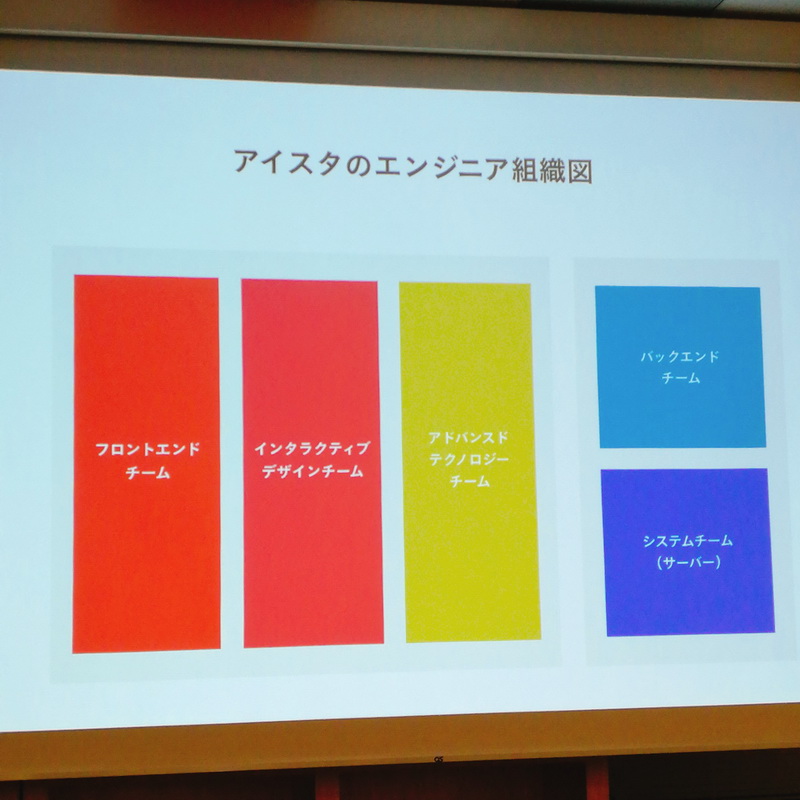 アイスタのエンジニア組織図
フロントエンド
チーム
インタラクティブ
デザインチーム
アドバンスド
テクノロジー
チーム
バックエンド
チーム
システムチーム
（サーバー）